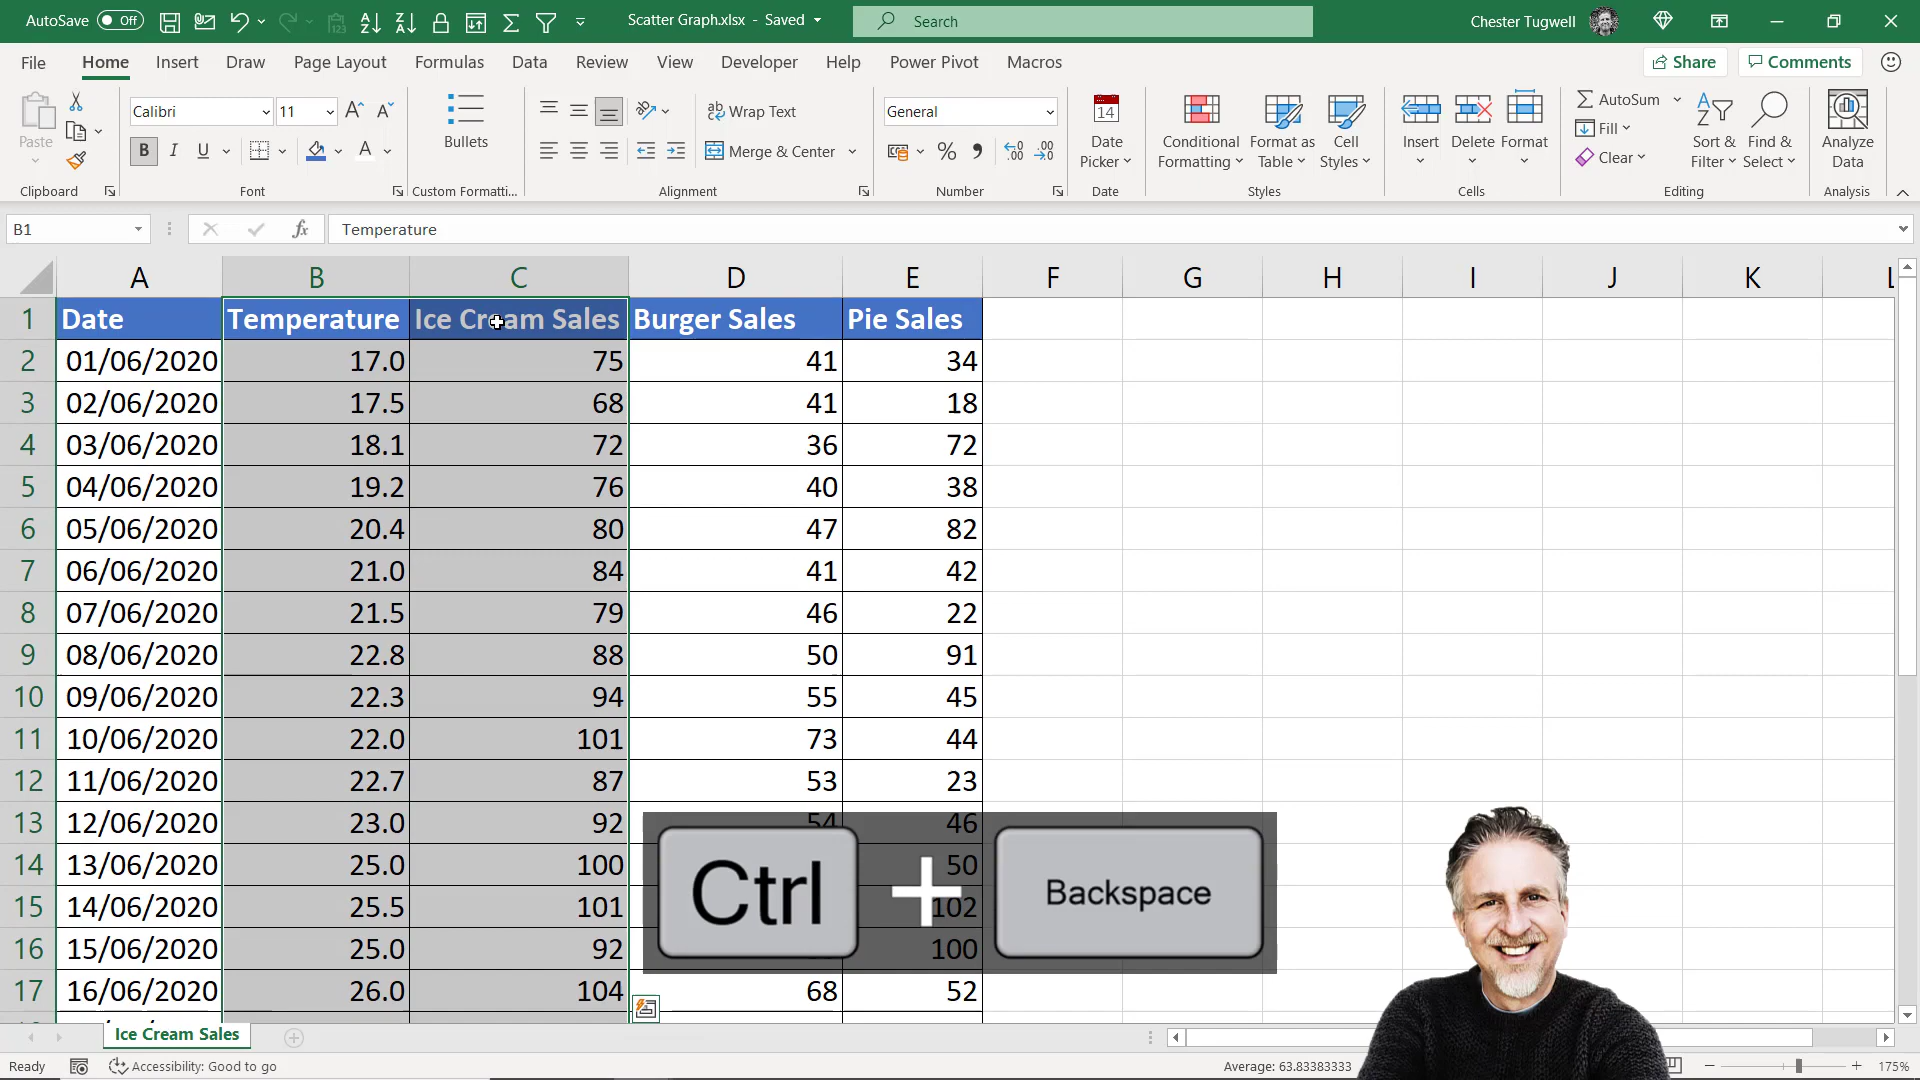 AutoSave Off Scatter Graph.xlsx - Saved Search Chester Tugwell
File Home Insert Draw Page Layout Formulas Data Review View Developer Help Power Pivot Macros Share Comments
Paste
Calibri 11
B I U A
Bullets
Wrap Text
Merge & Center
General
14
Date Picker
Conditional Formatting
Format as Table
Cell Styles
Insert Delete Format
AutoSum
Fill
Clear
Sort & Filter
Find & Select
Analyze Data
Clipboard Font Custom Formatti... Alignment Number Date Styles Cells Editing Analysis
B1 fx Temperature
A B C D E F G H I J K L
1 Date Temperature Ice Cream Sales Burger Sales Pie Sales
2 01/06/2020 17.0 75 41 34
3 02/06/2020 17.5 68 41 18
4 03/06/2020 18.1 72 36 72
5 04/06/2020 19.2 76 40 38
6 05/06/2020 20.4 80 47 82
7 06/06/2020 21.0 84 41 42
8 07/06/2020 21.5 79 46 22
9 08/06/2020 22.8 88 50 91
10 09/06/2020 22.3 94 55 45
11 10/06/2020 22.0 101 73 44
12 11/06/2020 22.7 87 53 23
13 12/06/2020 23.0 92 54 46
14 13/06/2020 25.0 100 50
15 14/06/2020 25.5 101 102
16 15/06/2020 25.0 92 100
17 16/06/2020 26.0 104 68 52
Ctrl + Backspace
Ice Cream Sales
Ready Accessibility: Good to go Average: 63.83383333 175%